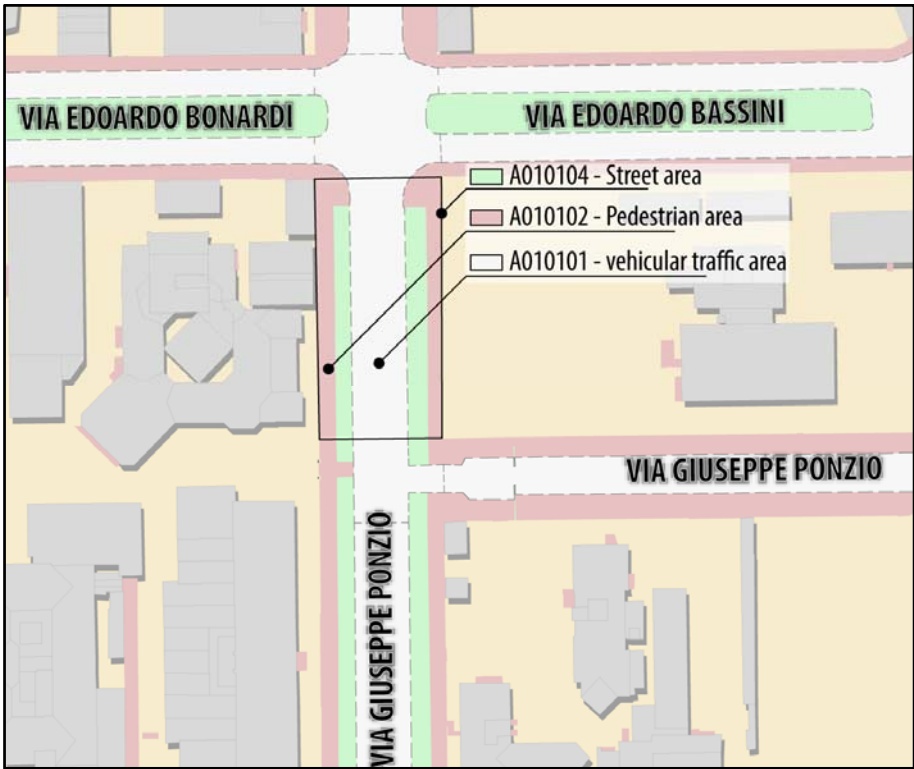 VIA EDOARDO BONARDI
VIA EDOARDO BASSINI
A010104 - Street area
A010102 - Pedestrian area
A010101 - vehicular traffic area
VIA GIUSEPPE PONZIO
VIA GIUSEPPE PONZIO